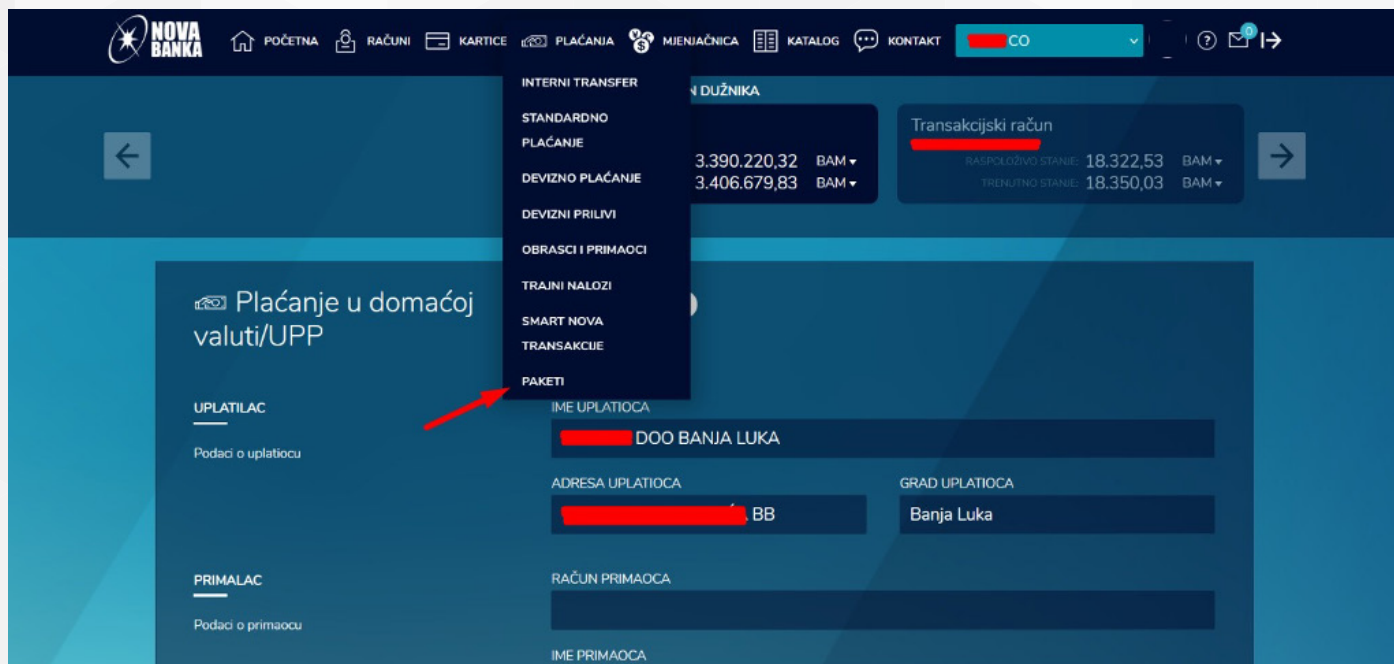 NOVA BANKA POČETNA RAČUNI KARTICE PLAĆANJA MJENJAČNICA KATALOG KONTAKT CO 0
INTERNI TRANSFER
STANDARDNO
PLAĆANJE
DEVIZNO PLAĆANJE
DEVIZNI PRILIVI
OBRASCI I PRIMAOCI
TRAJNI NALOZI
SMART NOVA
TRANSAKCIJE
PAKETI
N DUŽNIKA
3.390.220,32 BAM
3.406.679,83 BAM
Transakcijski račun
RASPOLOŽIVO STANJE: 18.322,53 BAM
TRENUTNO STANJE: 18.350,03 BAM
Plaćanje u domaćoj
valuti/UPP
UPLATILAC
Podaci o uplatiocu
IME UPLATIOCA
DOO BANJA LUKA
ADRESA UPLATIOCA GRAD UPLATIOCA
BB Banja Luka
PRIMALAC
Podaci o primaocu
RAČUN PRIMAOCA
IME PRIMAOCA